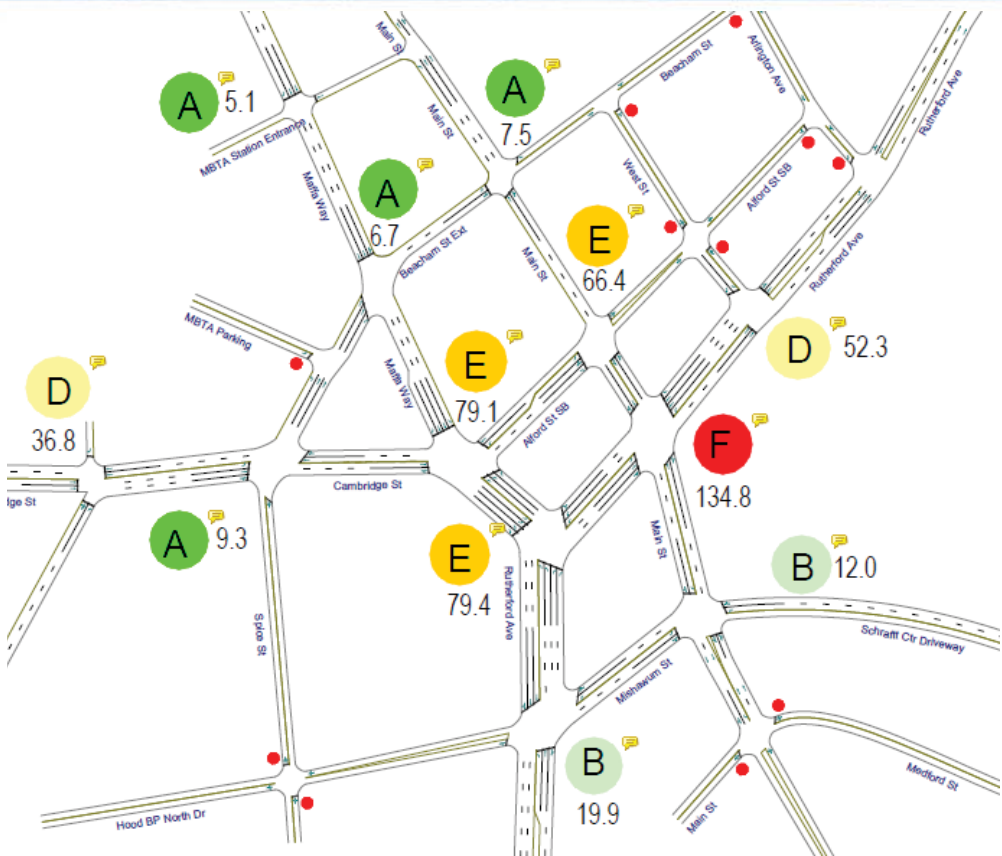 Main St
Beacham St
Arlington Ave
Rutherford Ave
A
5.1
MBTA Station Entrance
Main St
A
7.5
Maffa Way
A
6.7
Beacham St Ext
West St
Alford St SB
E
66.4
Main St
Rutherford Ave
MBTA Parking
D
52.3
D
36.8
Maffa Way
E
79.1
Alford St SB
F
134.8
dge St
Cambridge St
A
9.3
E
79.4
Rutherford Ave
Main St
B
12.0
Schrafft Ctr Driveway
Spice St
Mishawum St
B
19.9
Medford St
Main St
Hood BP North Dr